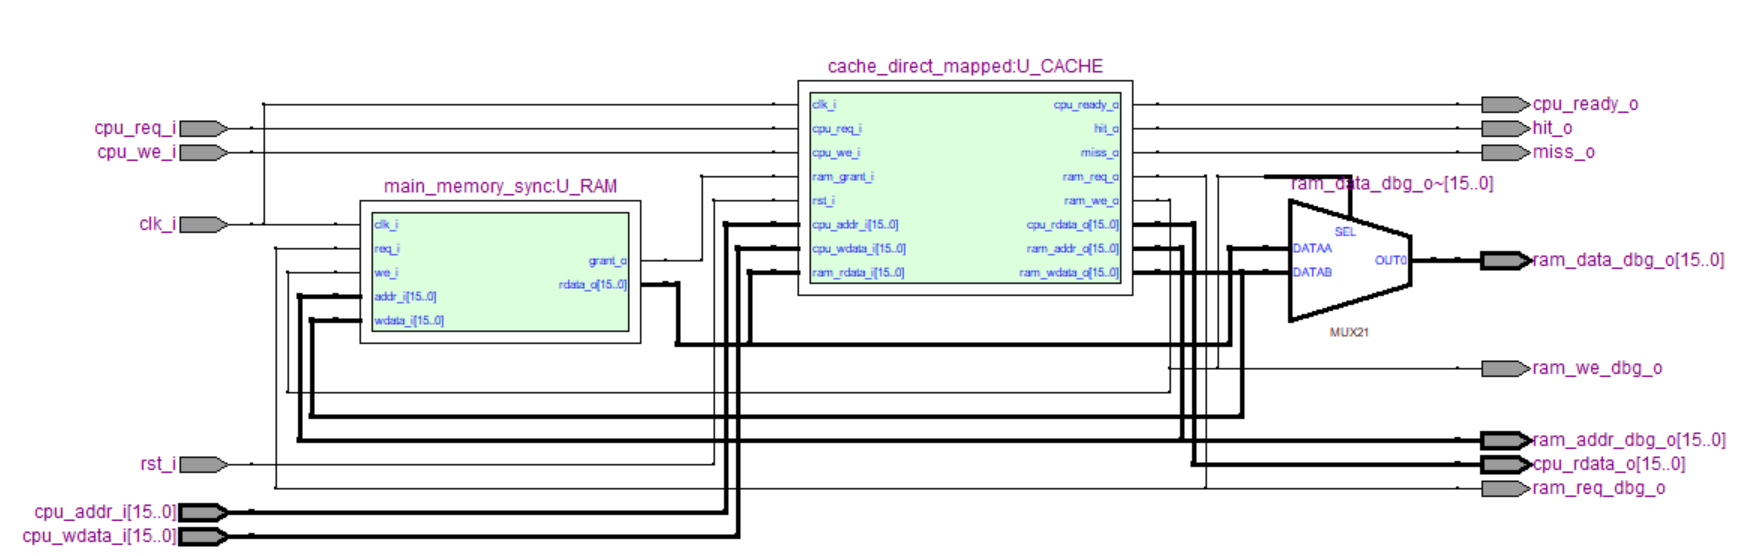 cache_direct_mapped:U_CACHE
clk_i
cpu_ready_o
cpu_ready_o
cpu_req_i
cpu_req_i
hit_o
hit_o
cpu_we_i
cpu_we_i
miss_o
miss_o
main_memory_sync:U_RAM
ram_grant_i
ram_req_o
ram_data_dbg_o~[15..0]
rst_i
ram_we_o
clk_i
clk_i
cpu_addr_i[15..0]
cpu_rdata_o[15..0]
SEL
req_i
cpu_wdata_i[15..0]
ram_addr_o[15..0]
DATAA
we_i
grant_o
ram_rdata_i[15..0]
ram_wdata_o[15..0]
DATAB
OUT0
ram_data_dbg_o[15..0]
rdata_o[15..0]
addr_i[15..0]
wdata_i[15..0]
MUX21
ram_we_dbg_o
ram_addr_dbg_o[15..0]
rst_i
cpu_rdata_o[15..0]
ram_req_dbg_o
cpu_addr_i[15..0]
cpu_wdata_i[15..0]